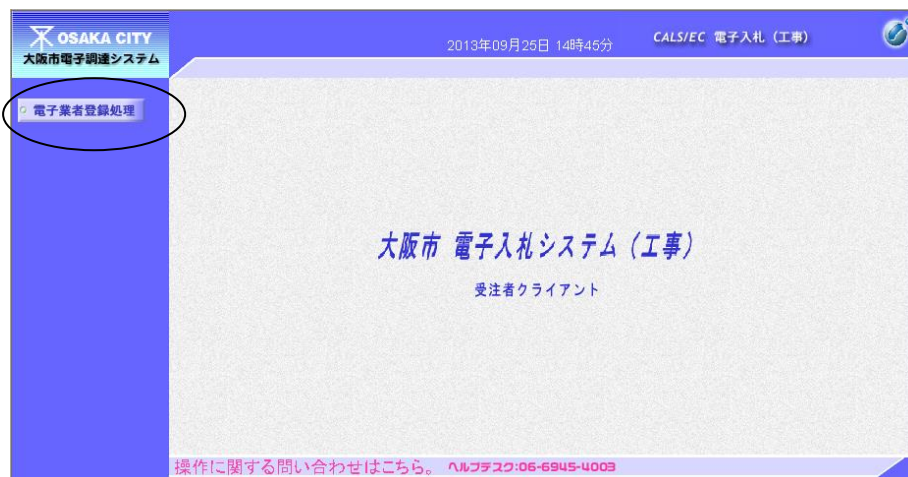 OSAKA CITY
大阪市電子調達システム
2013年09月25日 14時45分
CALS/EC 電子入札（工事）
電子業者登録処理
大阪市 電子入札システム（工事）
受注者クライアント
操作に関する問い合わせはこちら。 ヘルプデスク:06-6945-4003